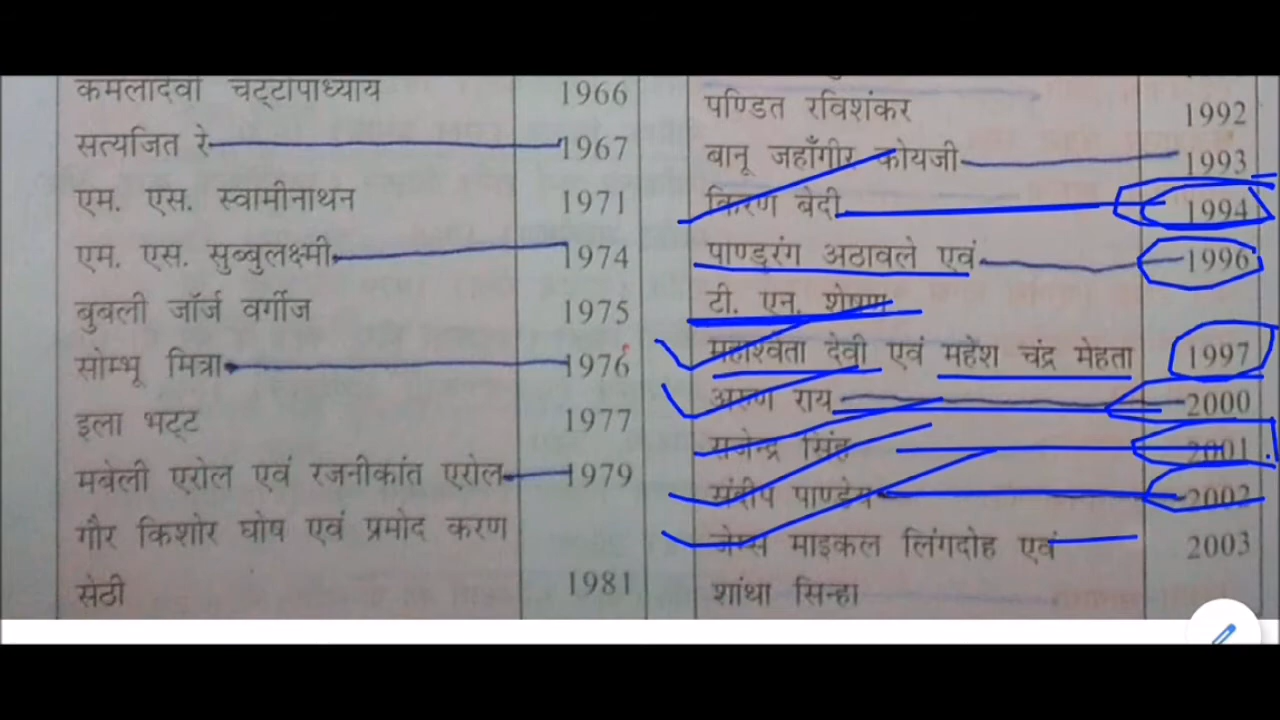 कमलादेवी चट्टोपाध्याय 1966
सत्यजित रे 1967
एम. एस. स्वामीनाथन 1971
एम. एस. सुब्बुलक्ष्मी 1974
बुबली जॉर्ज वर्गीज 1975
सोम्भू मित्रा 1976
इला भट्ट 1977
मबेली एरोल एवं रजनीकांत एरोल 1979
गौर किशोर घोष एवं प्रमोद करण
सेठी 1981
पण्डित रविशंकर 1992
बानू जहाँगीर कोयजी 1993
किरण बेदी 1994
पाण्डुरंग अठावले एवं 1996
टी. एन. शेषण
महाश्वेता देवी एवं महेश चंद्र मेहता 1997
अरुण राय 2000
राजेन्द्र सिंह 2001
संदीप पाण्डेय 2002
जेम्स माइकल लिंगदोह एवं 2003
शांथा सिन्हा